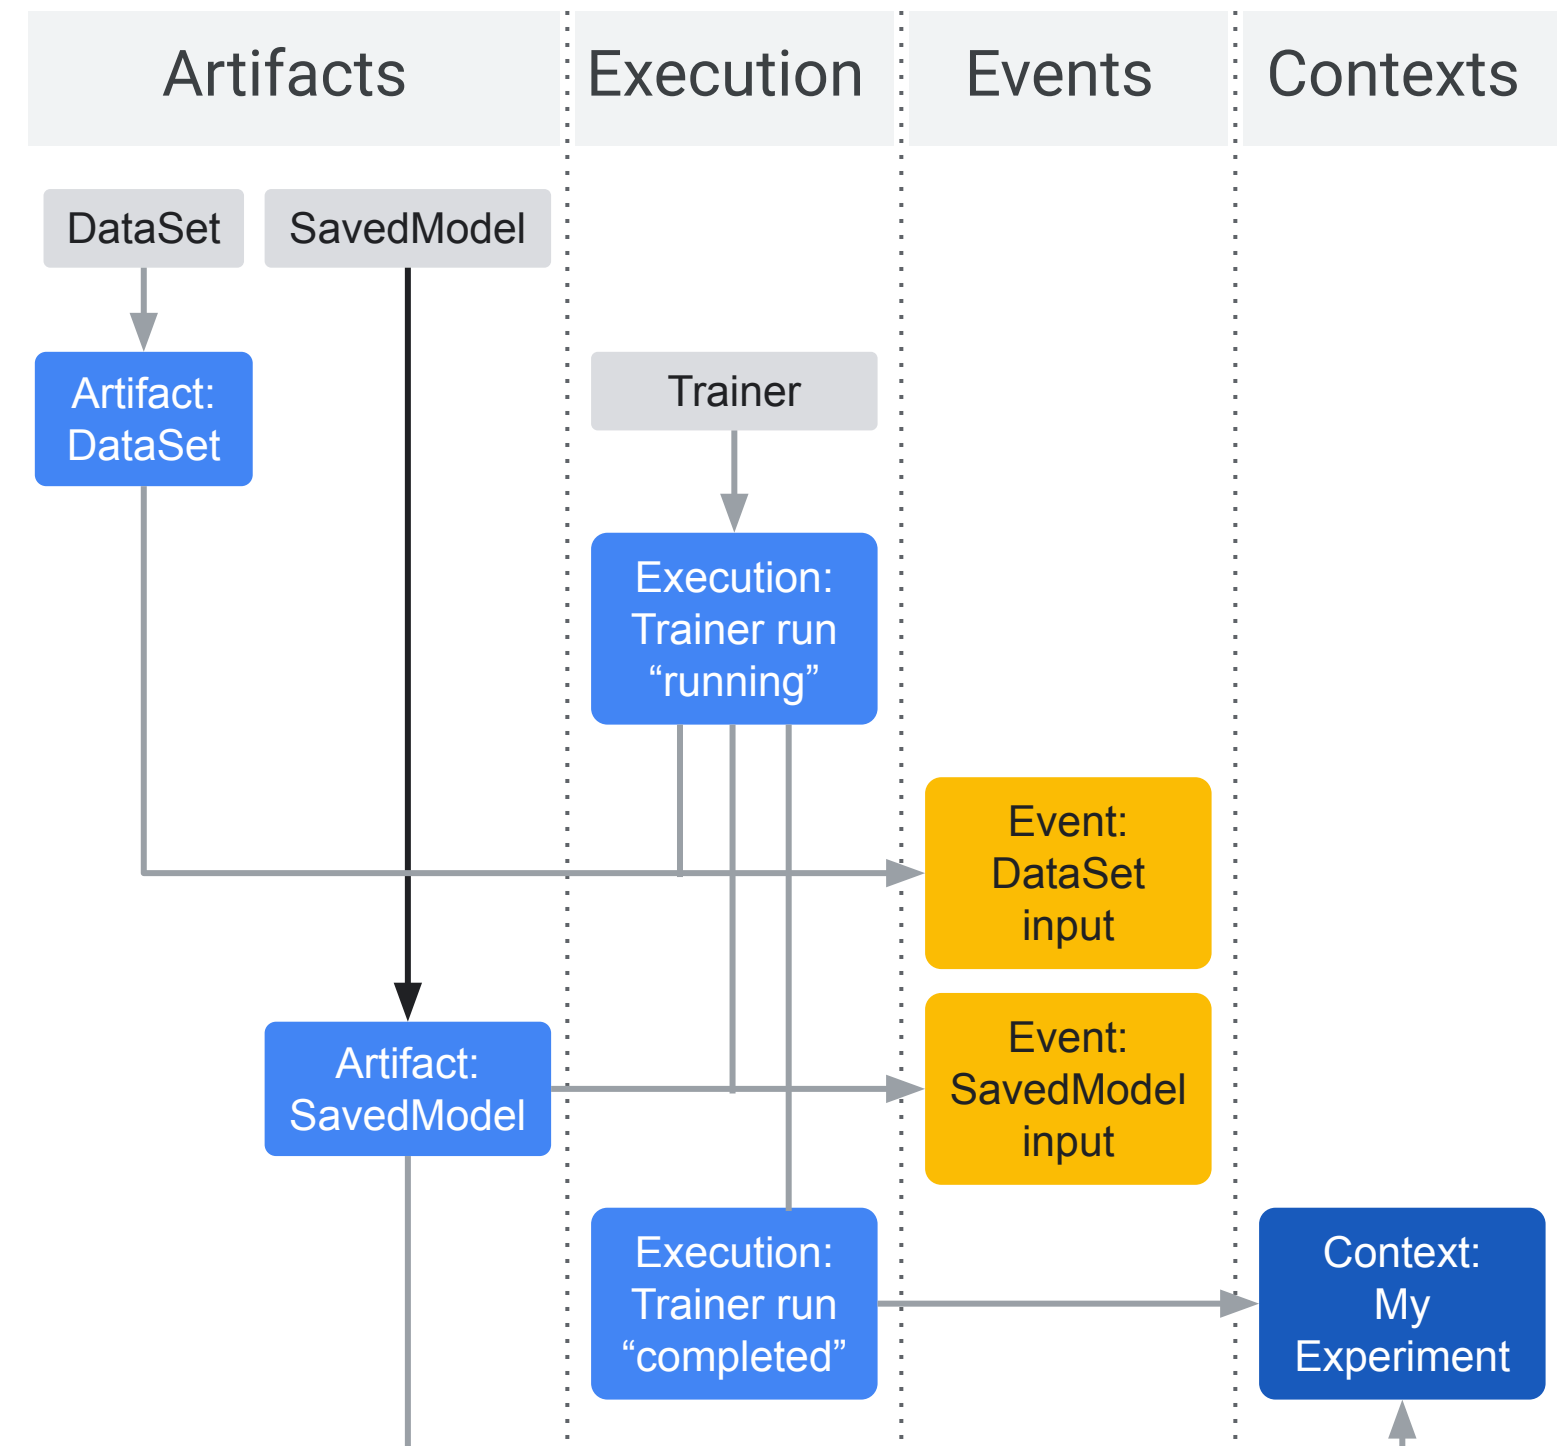 Artifacts
Execution
Events
Contexts
DataSet
SavedModel
Artifact:
DataSet
Trainer
Execution:
Trainer run
“running”
Event:
DataSet
input
Artifact:
SavedModel
Event:
SavedModel
input
Execution:
Trainer run
“completed”
Context:
My
Experiment